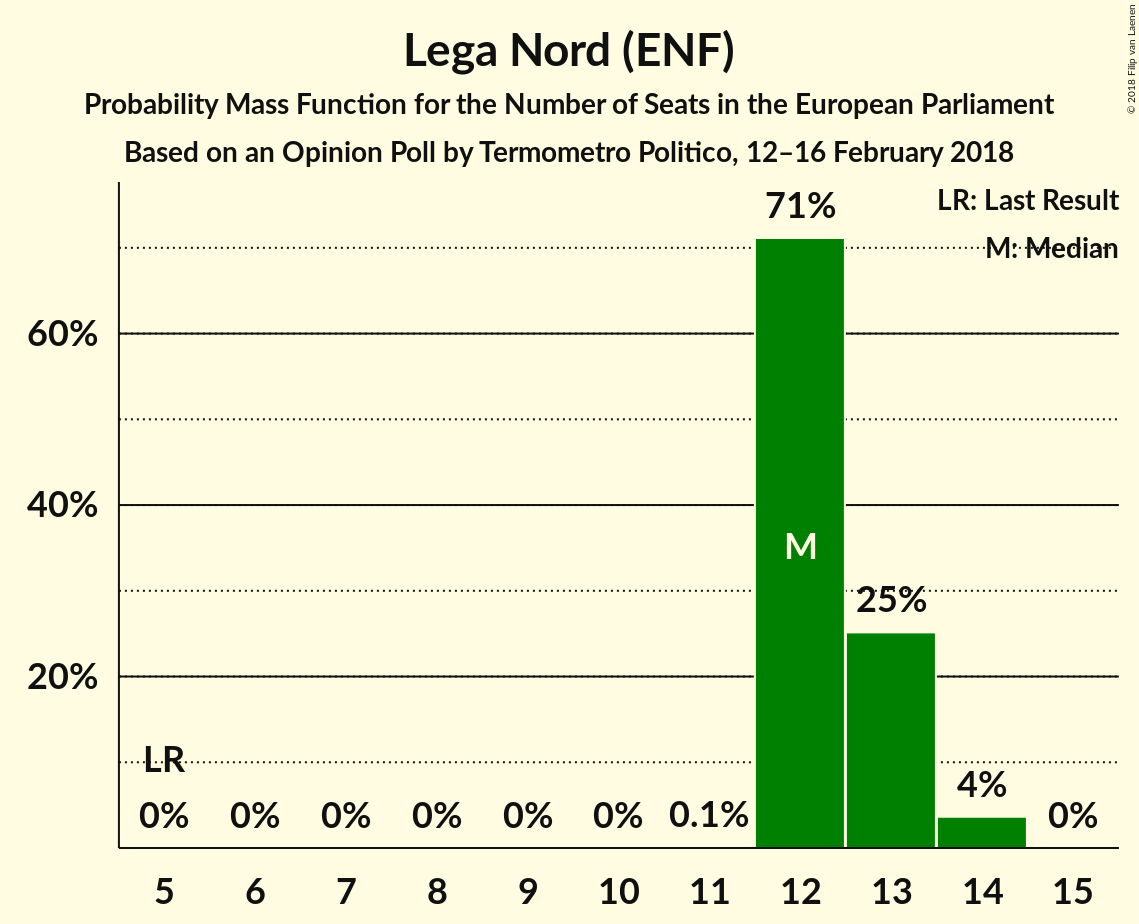 Lega Nord (ENF)
Probability Mass Function for the Number of Seats in the European Parliament
Based on an Opinion Poll by Termometro Politico, 12–16 February 2018
© 2018 Filip van Laenen
LR: Last Result
M: Median
71%
60%
40%
M
25%
20%
LR
4%
0% 0% 0% 0% 0% 0% 0.1% 0%
5 6 7 8 9 10 11 12 13 14 15